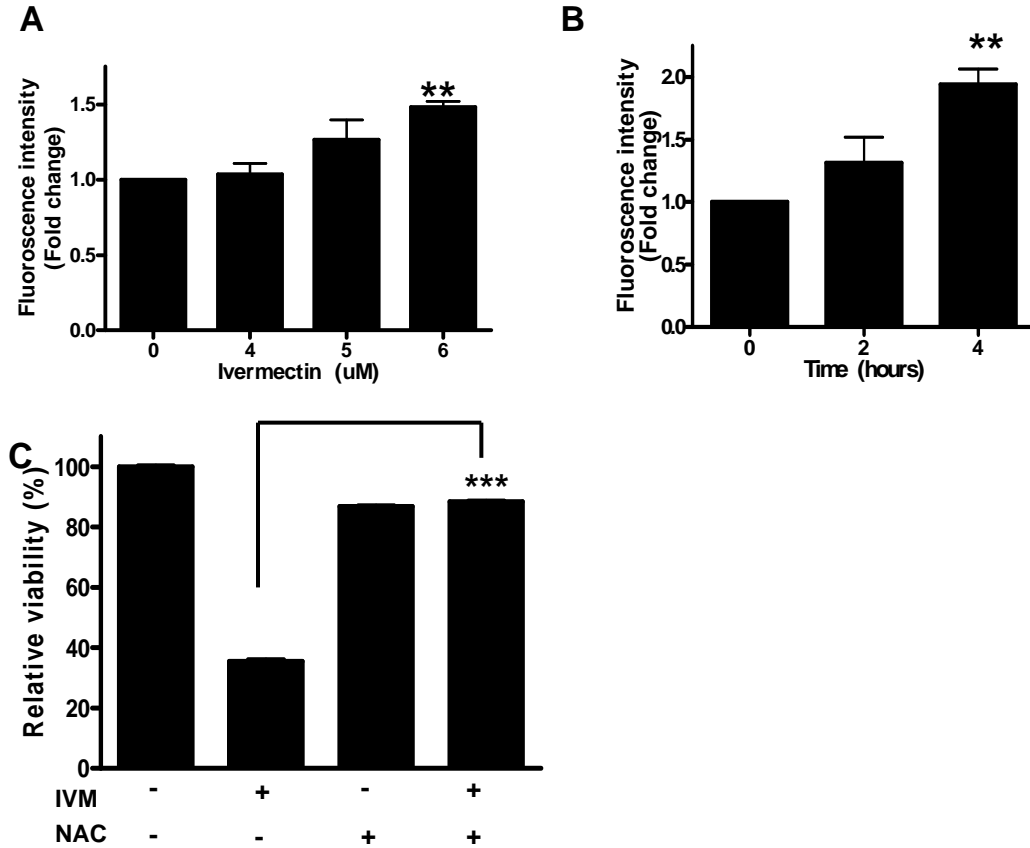 A
Fluoroscence intensity
(Fold change)
1.5
1.0
0.5
0.0
**
0 4 5 6
Ivermectin (uM)
B
Fluoroscence intensity
(Fold change)
2.0
1.5
1.0
0.5
0.0
**
0 2 4
Time (hours)
C
Relative viability (%)
100
80
60
40
20
0
***
IVM - + - +
NAC - - + +